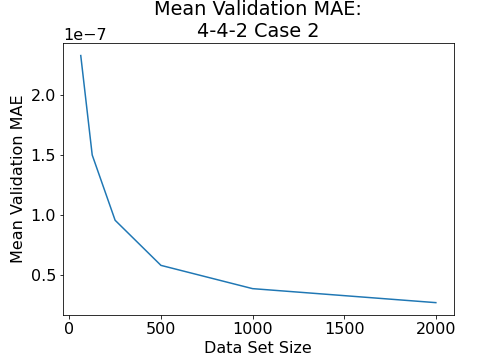 Mean Validation MAE:
4-4-2 Case 2
1e−7
2.0
1.5
1.0
0.5
Mean Validation MAE
0 500 1000 1500 2000
Data Set Size